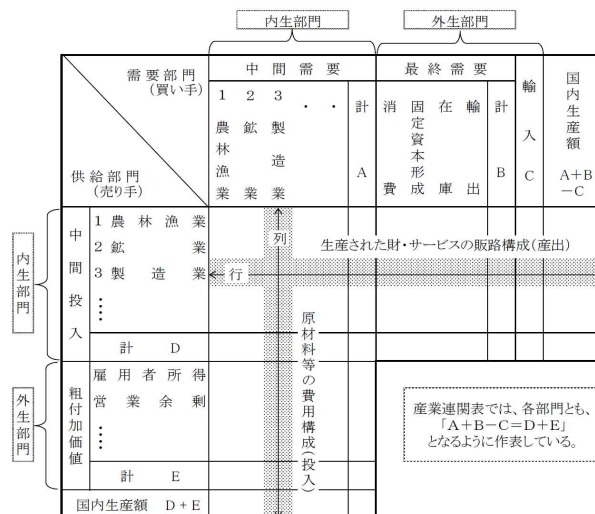 内生部門
外生部門
需要部門
(買い手)
供給部門
(売り手)
中間需要
1 農林漁業
2 鉱業
3 製造業
・
・
計 A
最終需要
消費
固定資本形成
在庫
輸出
計 B
輸入 C
国内生産額
A+B
-C
内生部門
中間投入
1 農林漁業
2 鉱業
3 製造業
⋮
計 D
列
行
生産された財・サービスの販路構成(産出)
原材料等の費用構成(投入)
外生部門
粗付加価値
雇用者所得
営業余剰
⋮
計 E
国内生産額 D+E
産業連関表では、各部門とも、
「A+B-C=D+E」
となるように作表している。